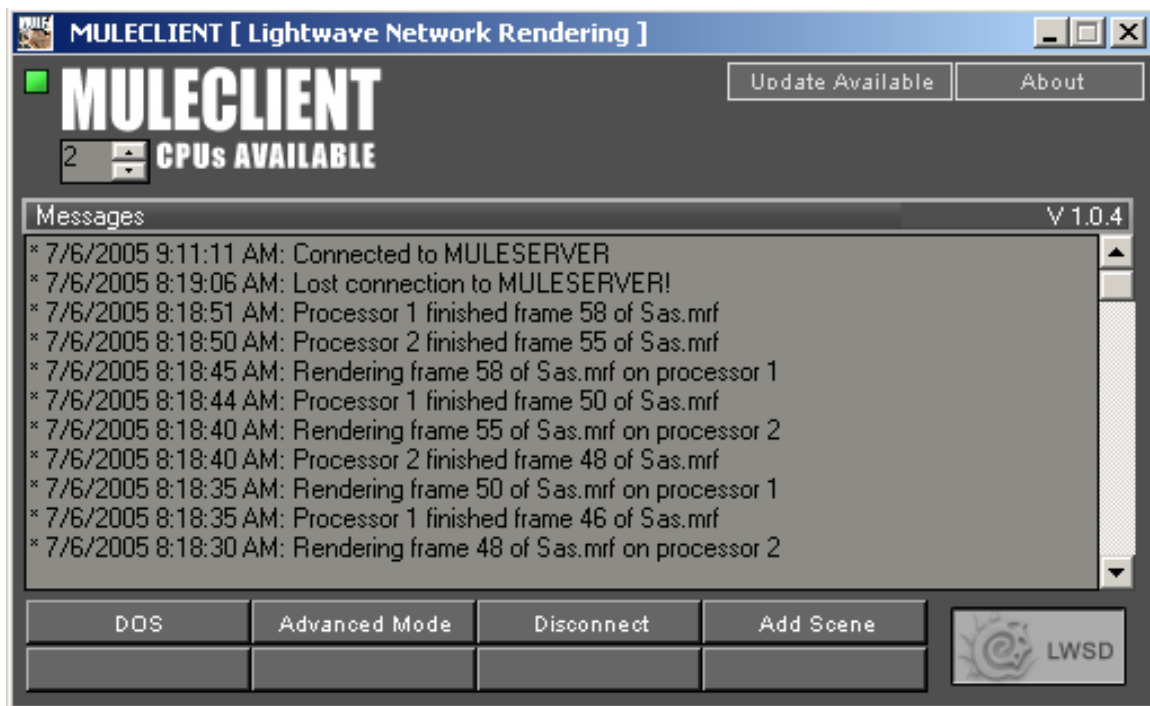 MULECLIENT [ Lightwave Network Rendering ]
MULECLIENT
Update Available
About
2 CPUs AVAILABLE
Messages V 1.0.4
* 7/6/2005 9:11:11 AM: Connected to MULESERVER
* 7/6/2005 8:19:06 AM: Lost connection to MULESERVER!
* 7/6/2005 8:18:51 AM: Processor 1 finished frame 58 of Sas.mrf
* 7/6/2005 8:18:50 AM: Processor 2 finished frame 55 of Sas.mrf
* 7/6/2005 8:18:45 AM: Rendering frame 58 of Sas.mrf on processor 1
* 7/6/2005 8:18:44 AM: Processor 1 finished frame 50 of Sas.mrf
* 7/6/2005 8:18:40 AM: Rendering frame 55 of Sas.mrf on processor 2
* 7/6/2005 8:18:40 AM: Processor 2 finished frame 48 of Sas.mrf
* 7/6/2005 8:18:35 AM: Rendering frame 50 of Sas.mrf on processor 1
* 7/6/2005 8:18:35 AM: Processor 1 finished frame 46 of Sas.mrf
* 7/6/2005 8:18:30 AM: Rendering frame 48 of Sas.mrf on processor 2
DOS
Advanced Mode
Disconnect
Add Scene
LWSD